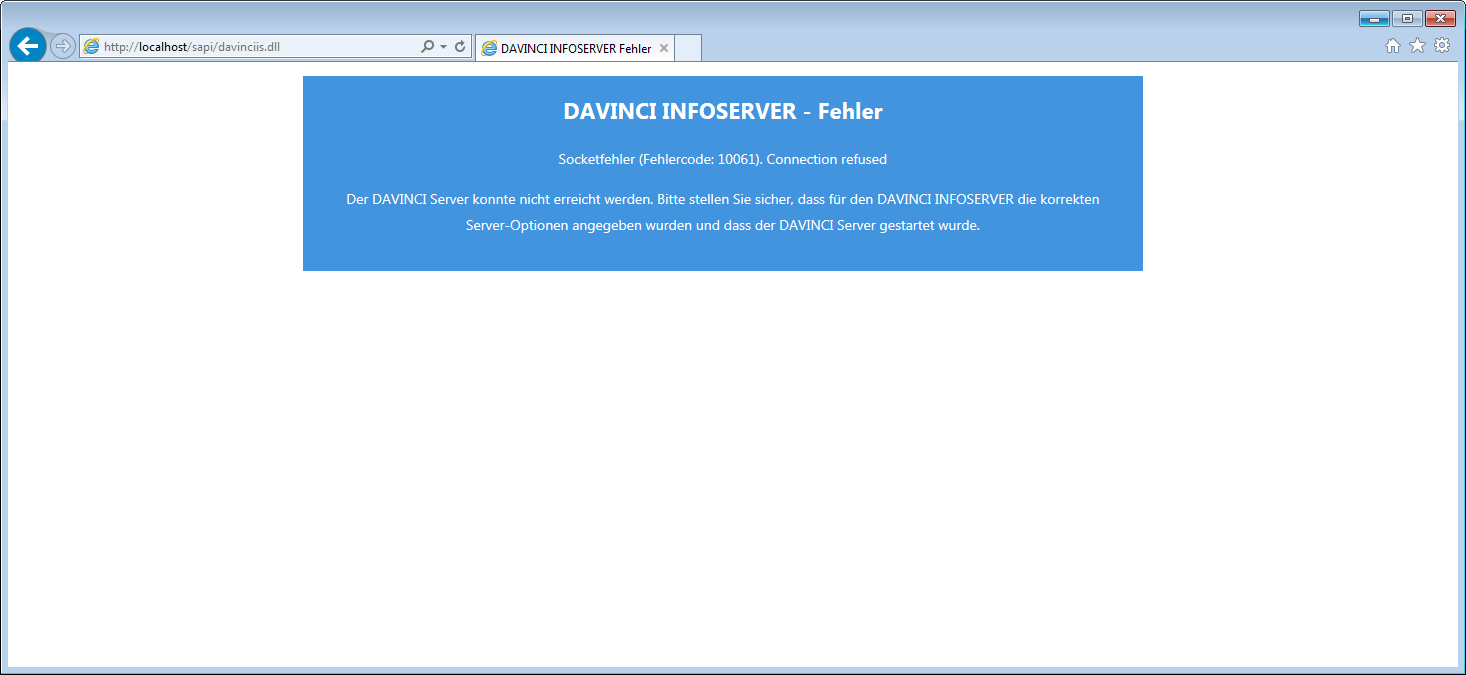 http://localhost/sapi/davinciis.dll
DAVINCI INFOSERVER Fehler
DAVINCI INFOSERVER - Fehler
Socketfehler (Fehlercode: 10061). Connection refused
Der DAVINCI Server konnte nicht erreicht werden. Bitte stellen Sie sicher, dass für den DAVINCI INFOSERVER die korrekten
Server-Optionen angegeben wurden und dass der DAVINCI Server gestartet wurde.